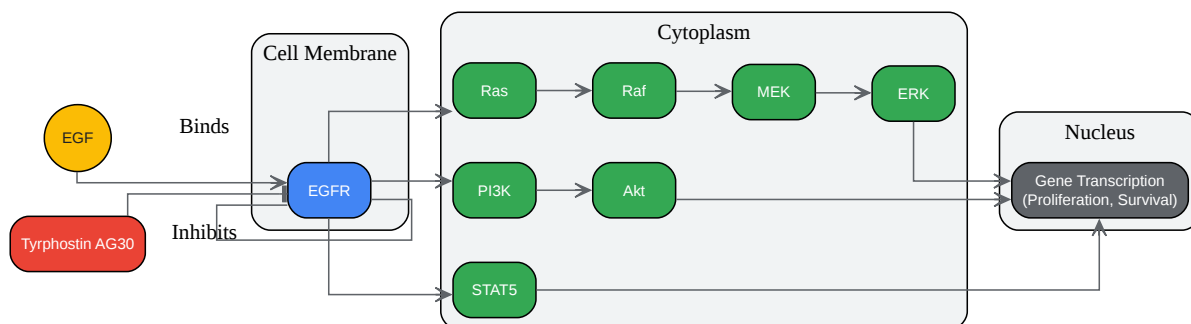 Cytoplasm
Cell Membrane
Ras
Raf
MEK
ERK
Binds
EGF
Nucleus
EGFR
PI3K
Akt
Gene Transcription
(Proliferation, Survival)
Inhibits
Tyrphostin AG30
STAT5